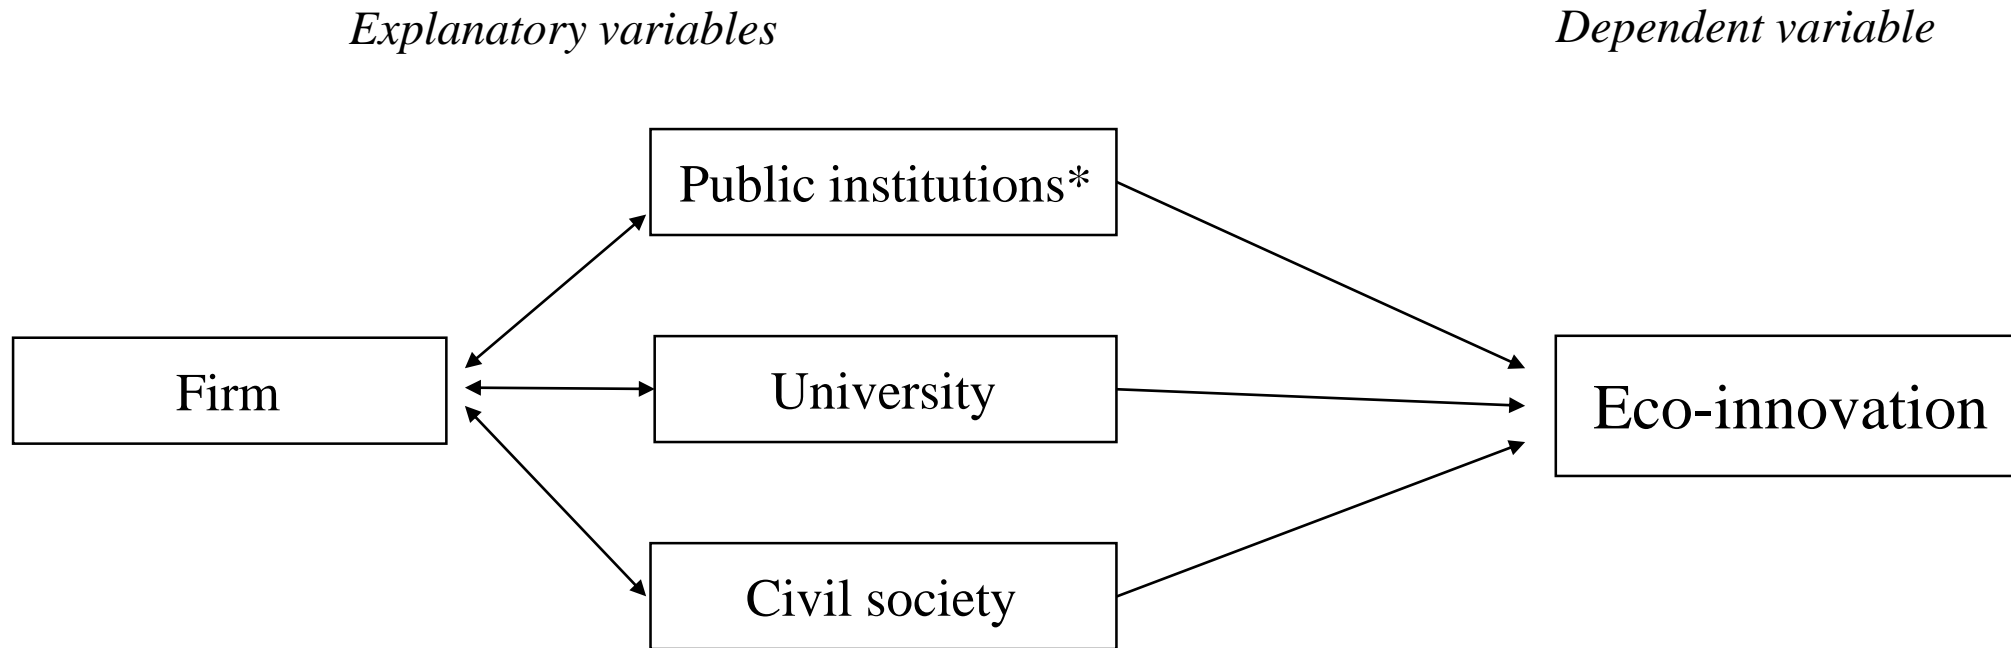 Explanatory variables
Dependent variable
Public institutions*
Firm
University
Eco-innovation
Civil society